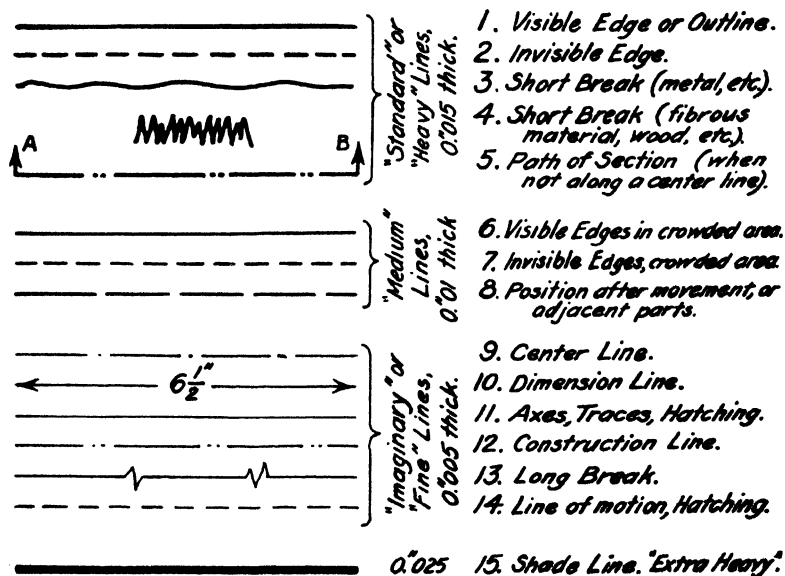 A
B
"Standard" or
"Heavy" Lines,
0."015 thick.
1. Visible Edge or Outline.
2. Invisible Edge.
3. Short Break (metal, etc.).
4. Short Break (fibrous
material, wood, etc.).
5. Path of Section (when
not along a center line).
"Medium"
Lines,
0."01 thick
6. Visible Edges in crowded area.
7. Invisible Edges, crowded area.
8. Position after movement, or
adjacent parts.
6 1/2"
"Imaginary" or
"Fine" Lines,
0."005 thick.
9. Center Line.
10. Dimension Line.
11. Axes, Traces, Hatching.
12. Construction Line.
13. Long Break.
14. Line of motion, Hatching.
0."025
15. Shade Line. "Extra Heavy".